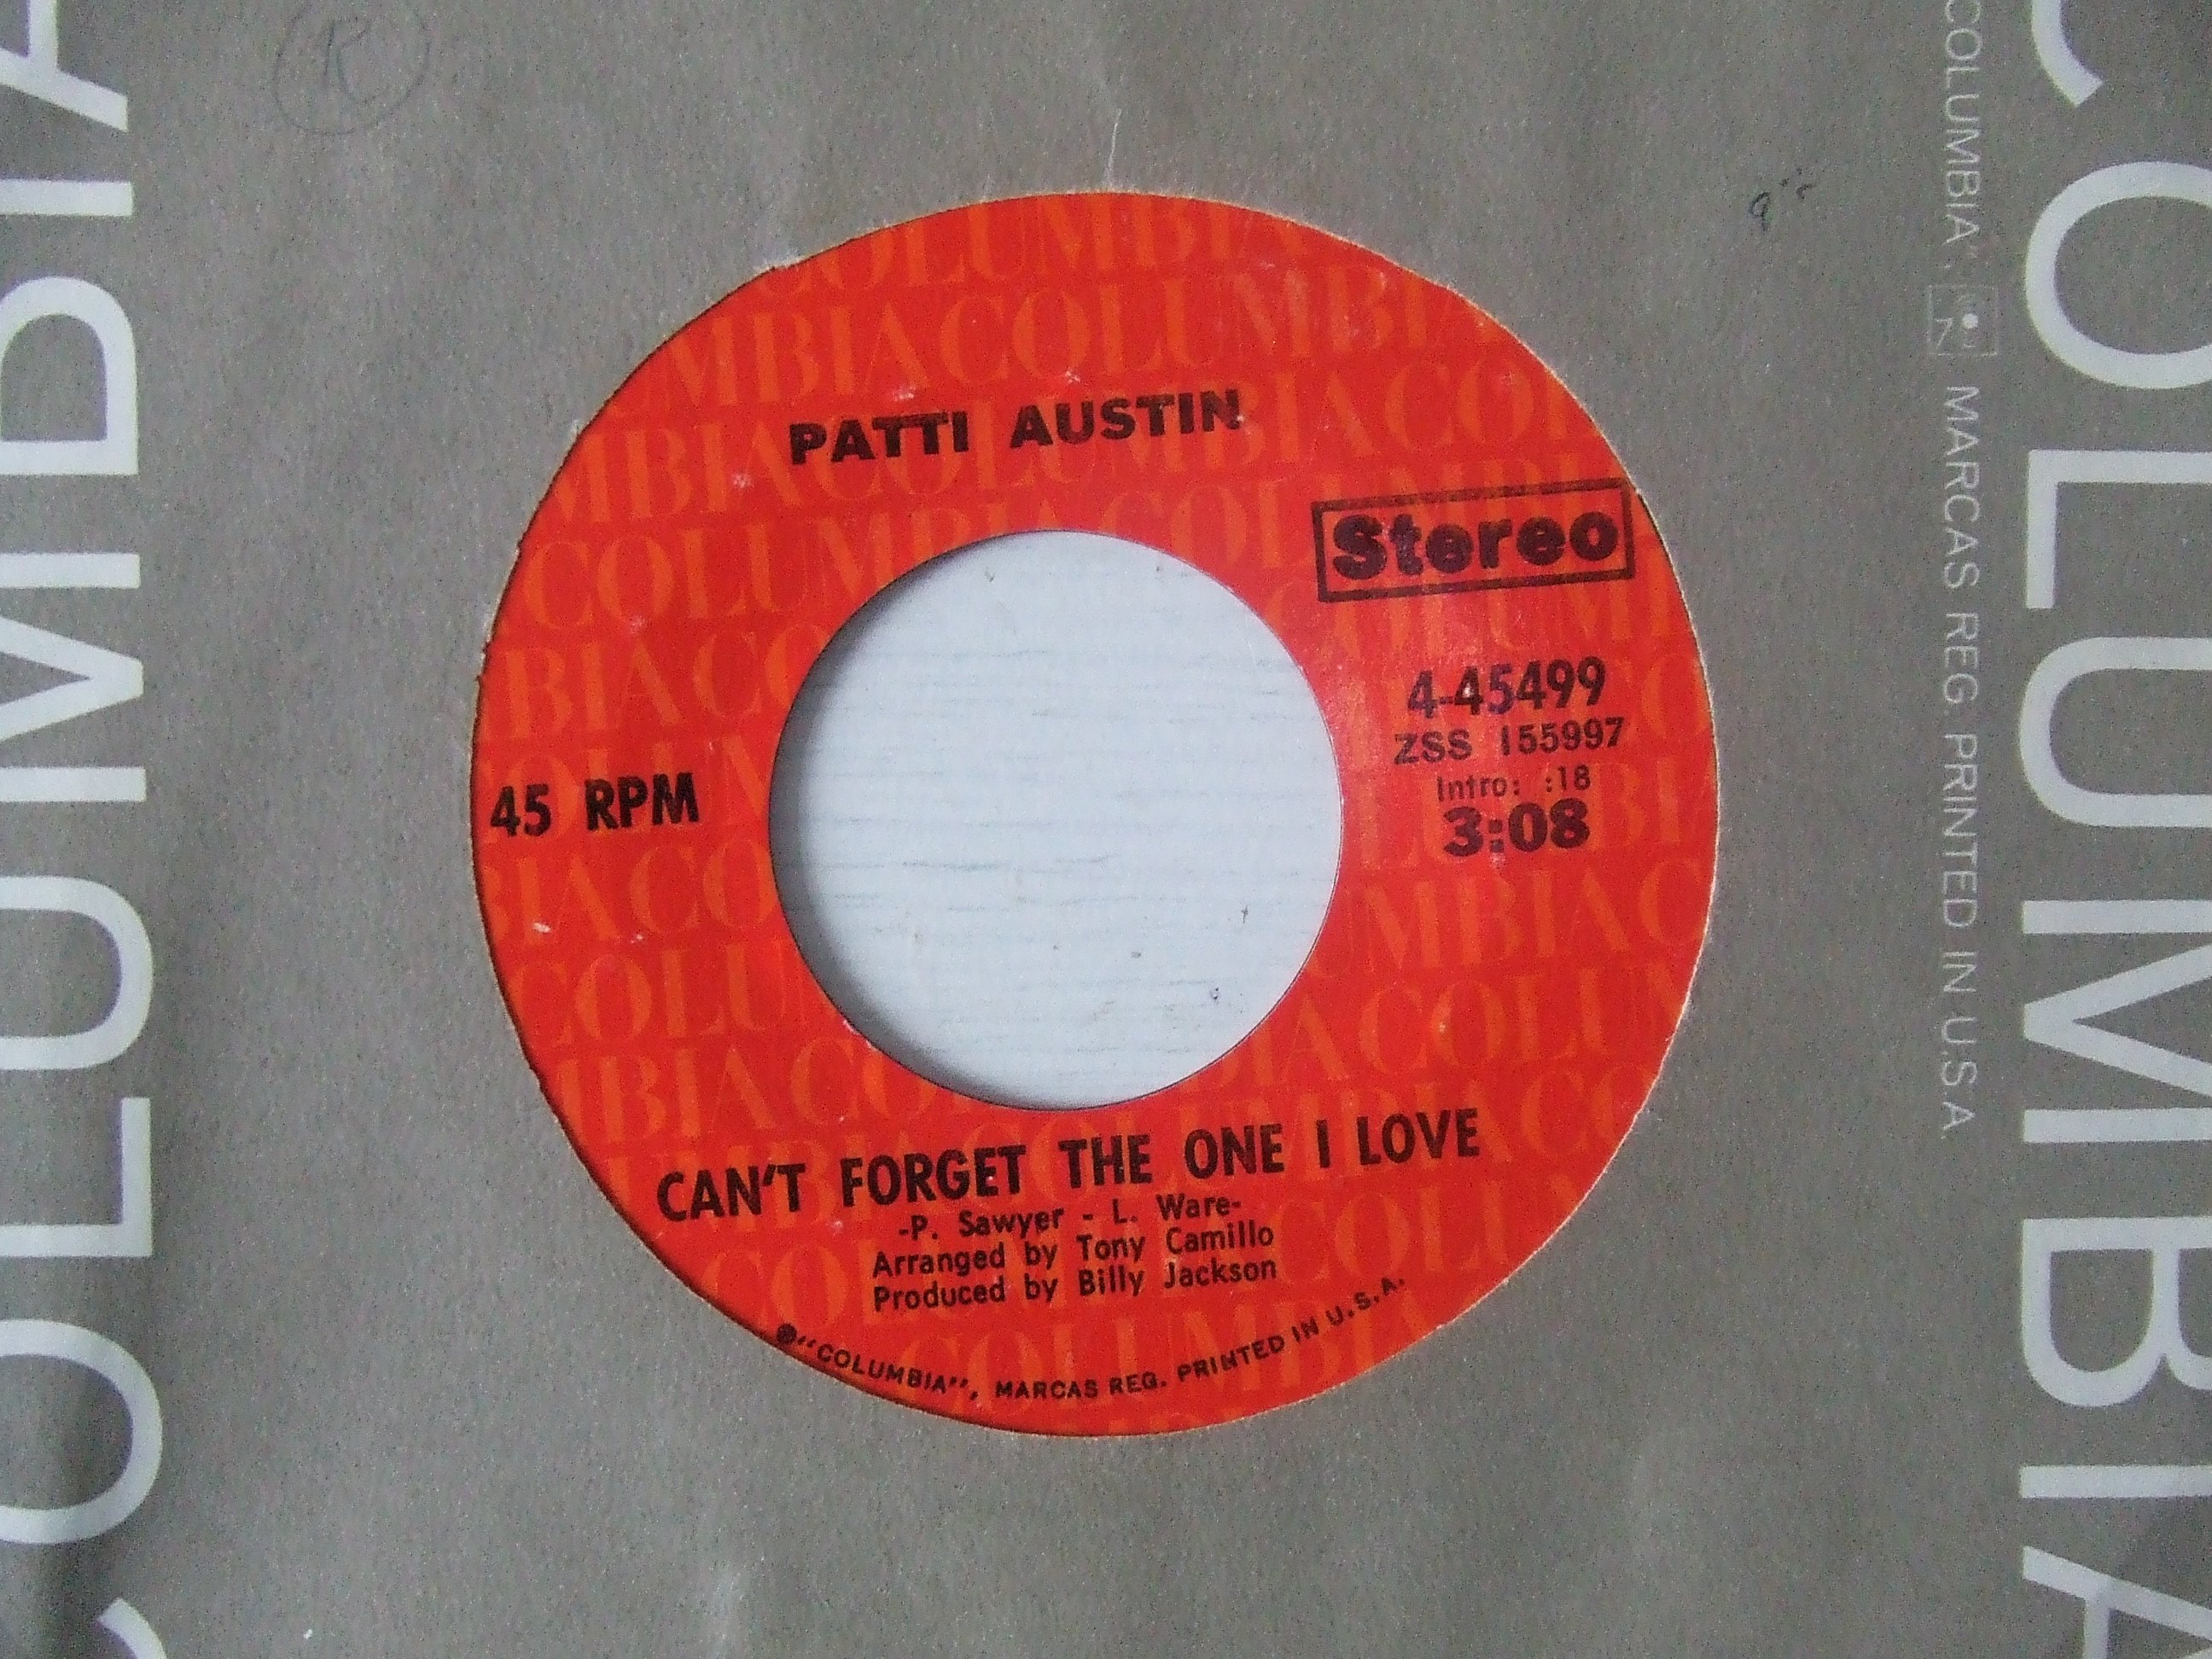 PATTI AUSTIN
Stereo
4-45499
ZSS 155997
Intro: :18
3:08
45 RPM
CAN'T FORGET THE ONE I LOVE
-P. Sawyer - L. Ware-
Arranged by Tony Camillo
Produced by Billy Jackson
"COLUMBIA", MARCAS REG. PRINTED IN U.S.A.
COLUMBIA
COLUMBIA
COLUMBIA", MARCAS REG. PRINTED IN U.S.A.
R